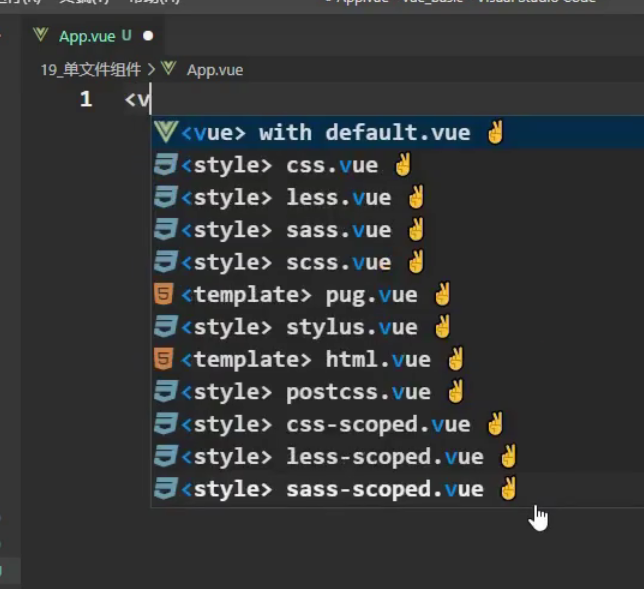 App.vue U
19_单文件组件 > App.vue
1 <v
<vue> with default.vue ✌
<style> css.vue ✌
<style> less.vue ✌
<style> sass.vue ✌
<style> scss.vue ✌
<template> pug.vue ✌
<style> stylus.vue ✌
<template> html.vue ✌
<style> postcss.vue ✌
<style> css-scoped.vue ✌
<style> less-scoped.vue ✌
<style> sass-scoped.vue ✌